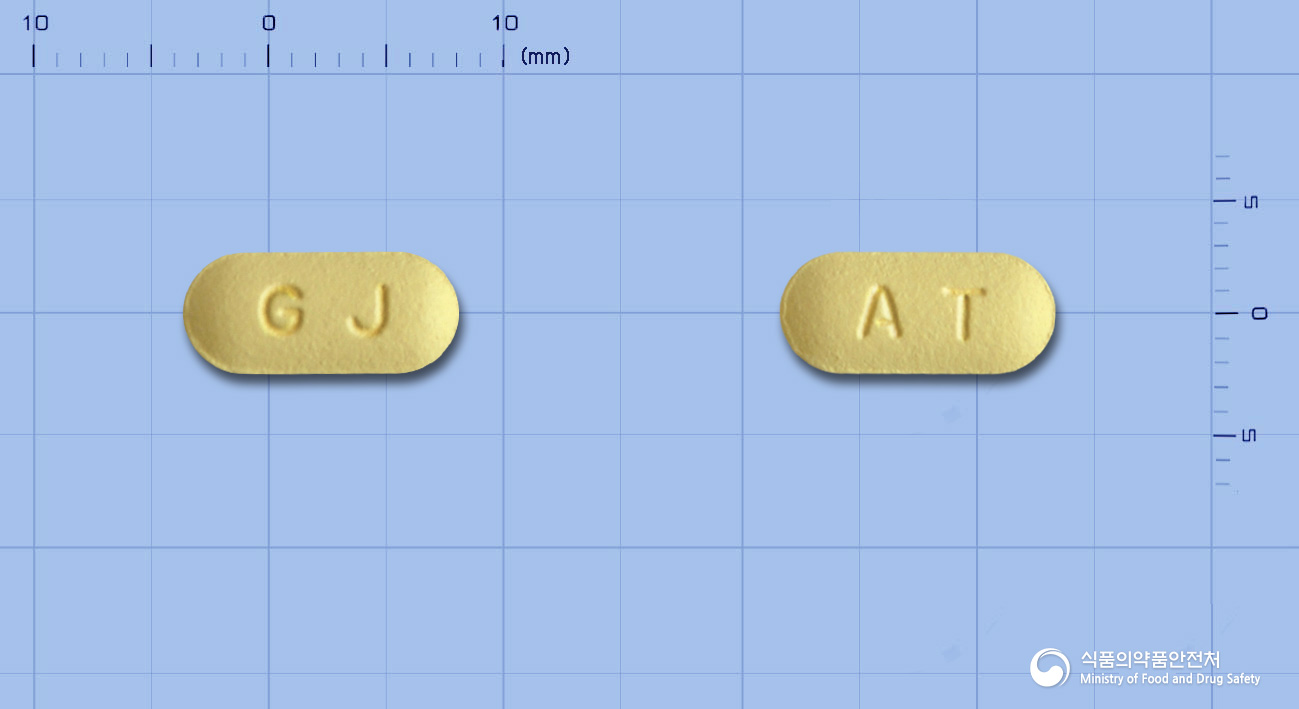 10 0 10
(mm)
G J
A T
5
0
5
식품의약품안전처
Ministry of Food and Drug Safety